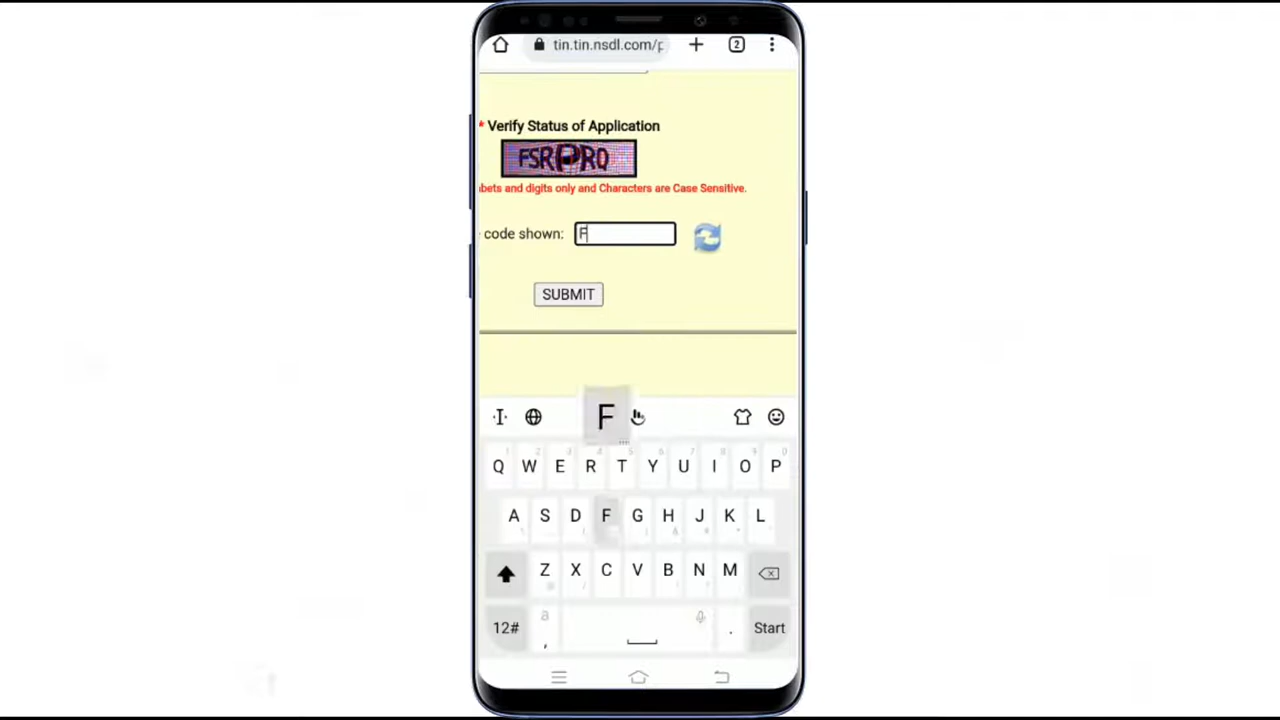 tin.tin.nsdl.com/p
2
* Verify Status of Application
FSRPRQ
bets and digits only and Characters are Case Sensitive.
code shown: F
SUBMIT
F
Q W E R T Y U I O P
A S D F G H J K L
Z X C V B N M
12# , . Start